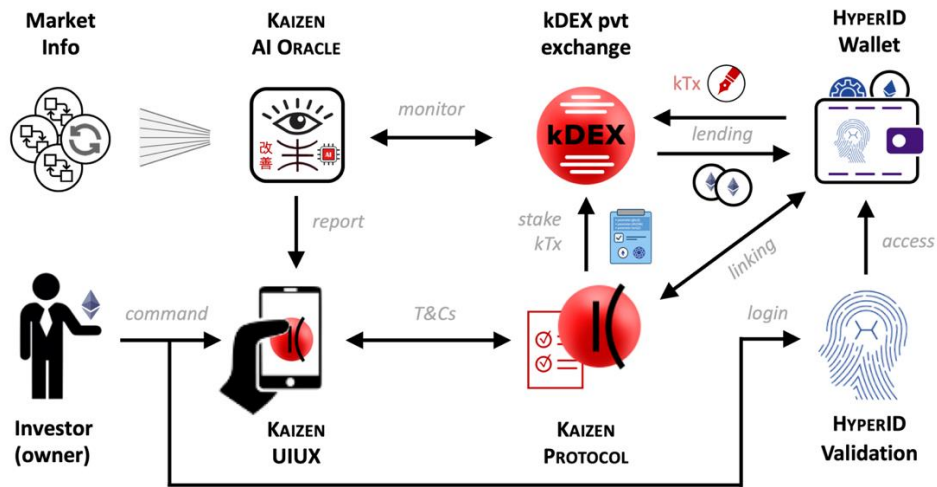 Market
Info
KAIZEN
AI ORACLE
kDEX pvt
exchange
HYPERID
Wallet
改
善
AI
monitor
kDEX
kTx
lending
report
stake
kTx
linking
access
command
T&Cs
login
Investor
(owner)
KAIZEN
UIUX
KAIZEN
PROTOCOL
HYPERID
Validation